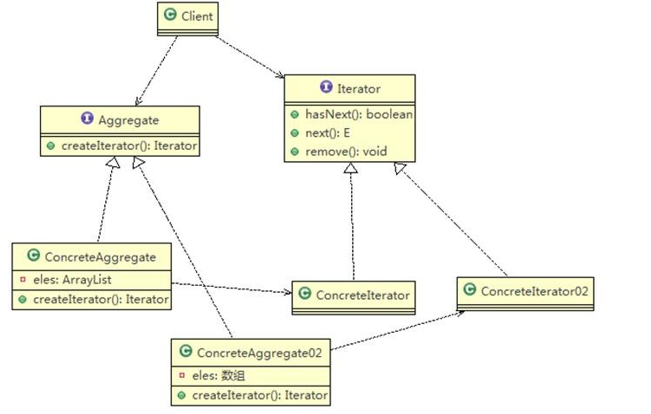 Client
Iterator
hasNext(): boolean
next(): E
remove(): void
Aggregate
createIterator(): Iterator
ConcreteAggregate
eles: ArrayList
createIterator(): Iterator
ConcreteIterator
ConcreteIterator02
ConcreteAggregate02
eles: 数组
createIterator(): Iterator